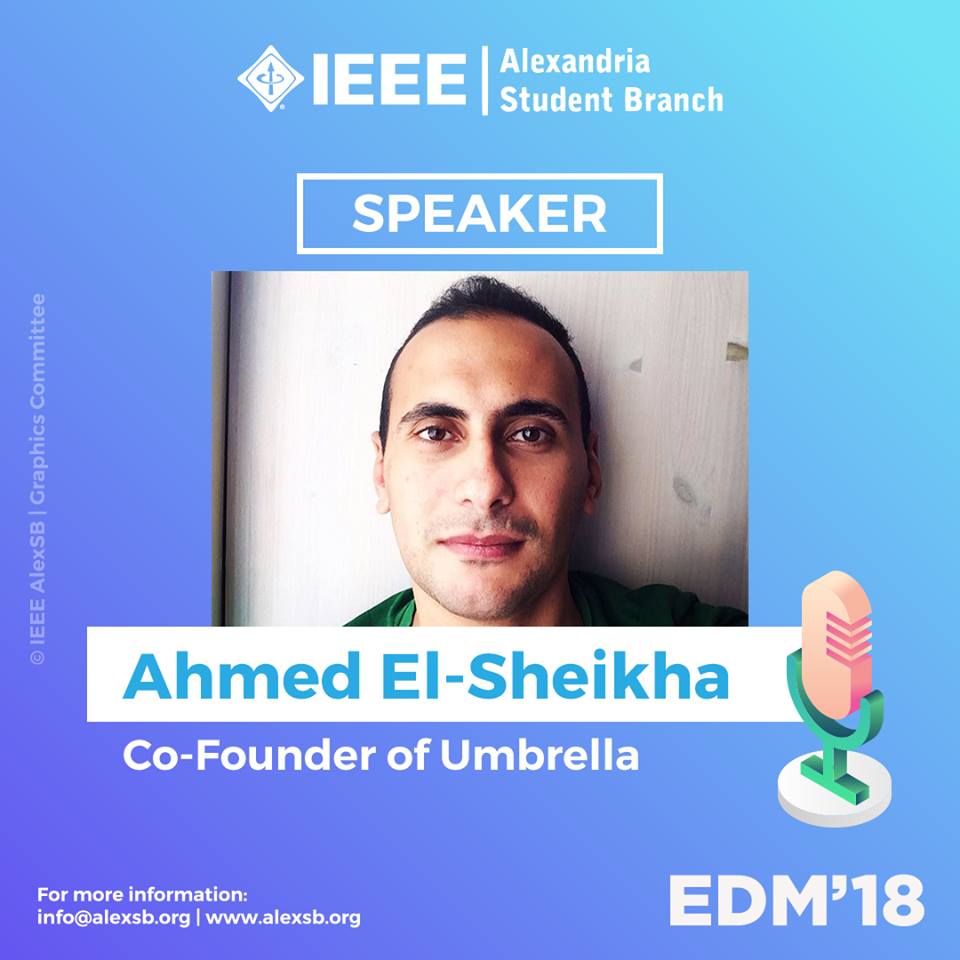 IEEE
Alexandria
Student Branch
SPEAKER
© IEEE AlexSB | Graphics Committee
Ahmed El-Sheikha
Co-Founder of Umbrella
For more information:
info@alexsb.org | www.alexsb.org
EDM'18